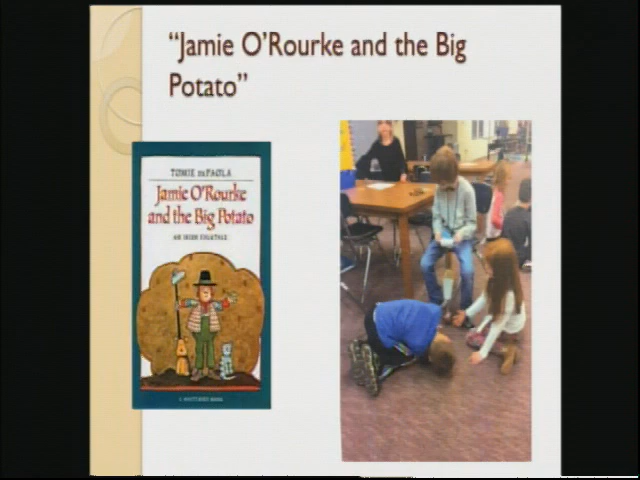 “Jamie O’Rourke and the Big
Potato”
TOMIE dePAOLA
Jamie O'Rourke
and the Big Potato
AN IRISH FOLKTALE